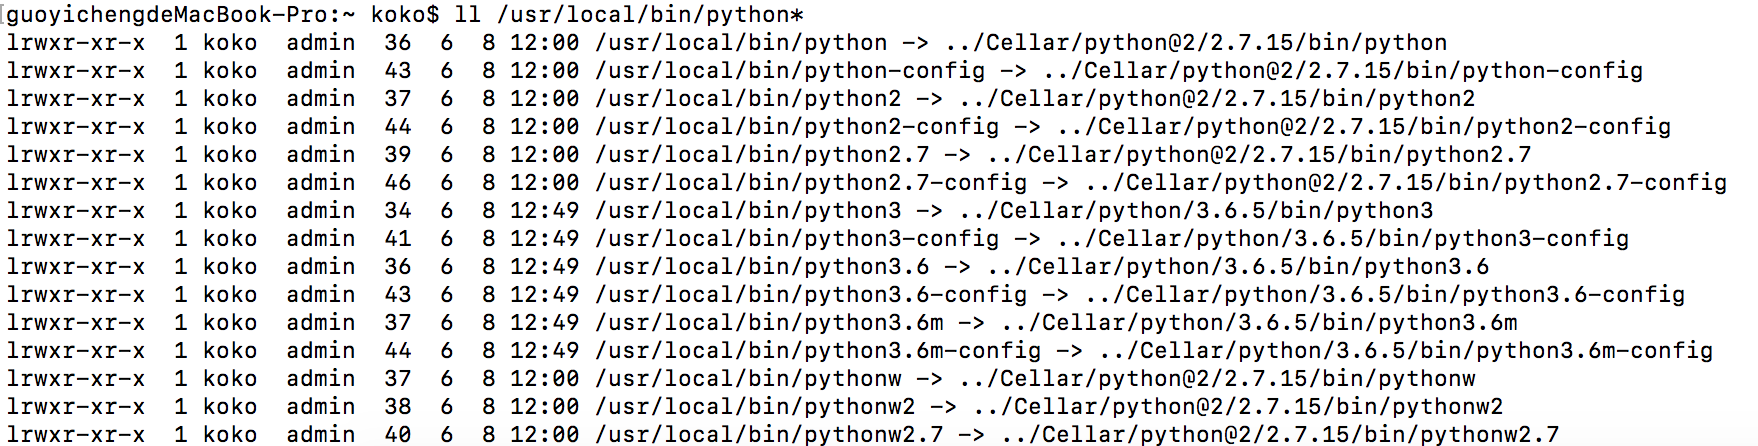 guoyichengdeMacBook-Pro:~ koko$ ll /usr/local/bin/python*
lrwxr-xr-x  1 koko  admin  36  6  8 12:00 /usr/local/bin/python -> ../Cellar/python@2/2.7.15/bin/python
lrwxr-xr-x  1 koko  admin  43  6  8 12:00 /usr/local/bin/python-config -> ../Cellar/python@2/2.7.15/bin/python-config
lrwxr-xr-x  1 koko  admin  37  6  8 12:00 /usr/local/bin/python2 -> ../Cellar/python@2/2.7.15/bin/python2
lrwxr-xr-x  1 koko  admin  44  6  8 12:00 /usr/local/bin/python2-config -> ../Cellar/python@2/2.7.15/bin/python2-config
lrwxr-xr-x  1 koko  admin  39  6  8 12:00 /usr/local/bin/python2.7 -> ../Cellar/python@2/2.7.15/bin/python2.7
lrwxr-xr-x  1 koko  admin  46  6  8 12:00 /usr/local/bin/python2.7-config -> ../Cellar/python@2/2.7.15/bin/python2.7-config
lrwxr-xr-x  1 koko  admin  34  6  8 12:49 /usr/local/bin/python3 -> ../Cellar/python/3.6.5/bin/python3
lrwxr-xr-x  1 koko  admin  41  6  8 12:49 /usr/local/bin/python3-config -> ../Cellar/python/3.6.5/bin/python3-config
lrwxr-xr-x  1 koko  admin  36  6  8 12:49 /usr/local/bin/python3.6 -> ../Cellar/python/3.6.5/bin/python3.6
lrwxr-xr-x  1 koko  admin  43  6  8 12:49 /usr/local/bin/python3.6-config -> ../Cellar/python/3.6.5/bin/python3.6-config
lrwxr-xr-x  1 koko  admin  37  6  8 12:49 /usr/local/bin/python3.6m -> ../Cellar/python/3.6.5/bin/python3.6m
lrwxr-xr-x  1 koko  admin  44  6  8 12:49 /usr/local/bin/python3.6m-config -> ../Cellar/python/3.6.5/bin/python3.6m-config
lrwxr-xr-x  1 koko  admin  37  6  8 12:00 /usr/local/bin/pythonw -> ../Cellar/python@2/2.7.15/bin/pythonw
lrwxr-xr-x  1 koko  admin  38  6  8 12:00 /usr/local/bin/pythonw2 -> ../Cellar/python@2/2.7.15/bin/pythonw2
lrwxr-xr-x  1 koko  admin  40  6  8 12:00 /usr/local/bin/pythonw2.7 -> ../Cellar/python@2/2.7.15/bin/pythonw2.7